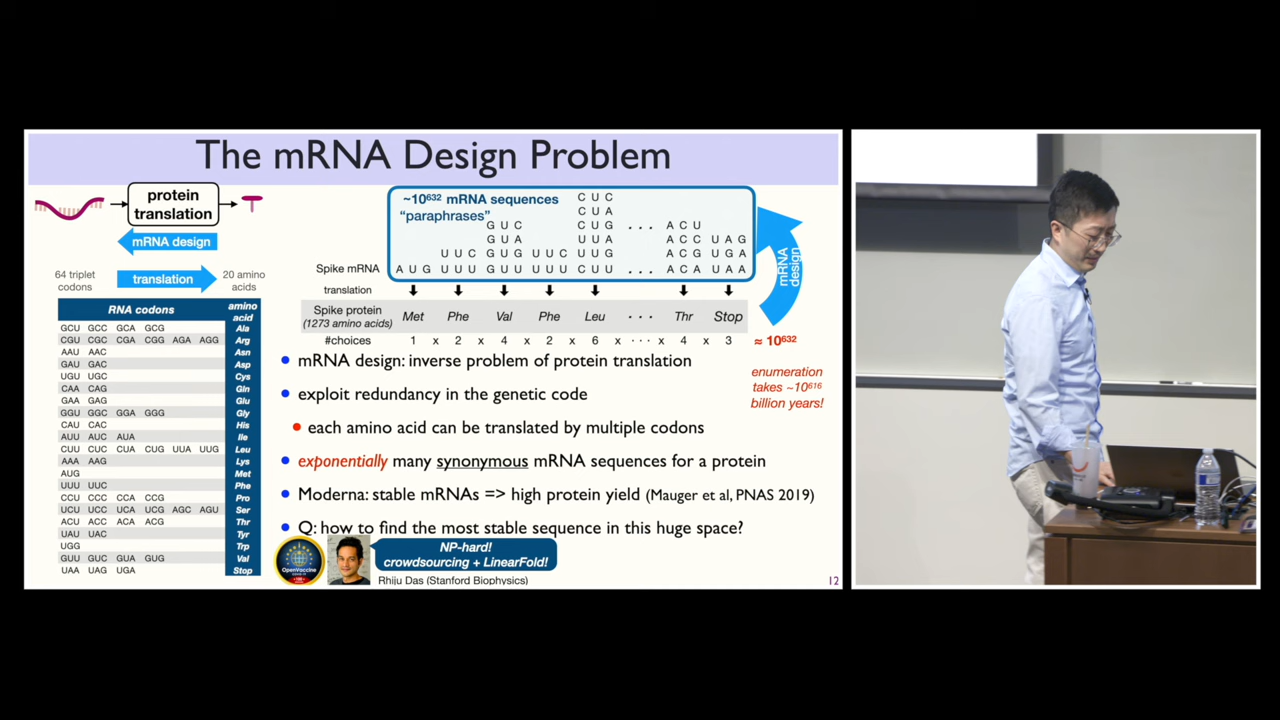 The mRNA Design Problem
protein
translation
mRNA design
64 triplet
codons
translation
20 amino
acids
RNA codons
amino
acid
GCU GCC GCA GCG Ala
CGU CGC CGA CGG AGA AGG Arg
AAU AAC Asn
GAU GAC Asp
UGU UGC Cys
CAA CAG Gln
GAA GAG Glu
GGU GGC GGA GGG Gly
CAU CAC His
AUU AUC AUA Ile
CUU CUC CUA CUG UUA UUG Leu
AAA AAG Lys
AUG Met
UUU UUC Phe
CCU CCC CCA CCG Pro
UCU UCC UCA UCG AGC AGU Ser
ACU ACC ACA ACG Thr
UAU UAC Tyr
UGG Trp
GUU GUC GUA GUG Val
UAA UAG UGA Stop
~10⁶³² mRNA sequences
"paraphrases"
C U C
C U A
G U C C U G . . . A C U
G U A U U A A C C U A G
U U C G U G U U C U U G A C G U G A
Spike mRNA A U G U U U G U U U U U C U U . . . A C A U A A
mRNA design
translation
Spike protein
(1273 amino acids)
Met Phe Val Phe Leu · · · Thr Stop
#choices 1 x 2 x 4 x 2 x 6 x · · · x 4 x 3 ≈ 10⁶³²
enumeration
takes ~10⁶¹⁶
billion years!
• mRNA design: inverse problem of protein translation
• exploit redundancy in the genetic code
• each amino acid can be translated by multiple codons
• exponentially many synonymous mRNA sequences for a protein
• Moderna: stable mRNAs => high protein yield (Mauger et al, PNAS 2019)
• Q: how to find the most stable sequence in this huge space?
OpenVaccine
NP-hard!
crowdsourcing + LinearFold!
Rhiju Das (Stanford Biophysics)
12